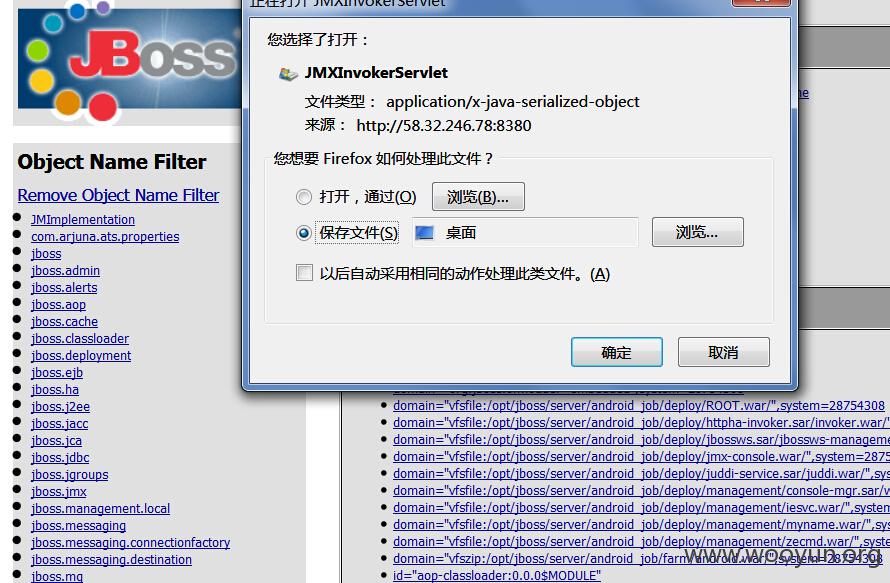 正在打开 JMXInvokerServlet
您选择了打开：
JMXInvokerServlet
文件类型： application/x-java-serialized-object
来源： http://58.32.246.78:8380
您想要 Firefox 如何处理此文件？
打开，通过(O) 浏览(B)...
保存文件(S) 桌面 浏览...
以后自动采用相同的动作处理此类文件。(A)
确定 取消
JBoss
Object Name Filter
Remove Object Name Filter
JMImplementation
com.arjuna.ats.properties
jboss
jboss.admin
jboss.alerts
jboss.aop
jboss.cache
jboss.classloader
jboss.deployment
jboss.ejb
jboss.ha
jboss.j2ee
jboss.jacc
jboss.jca
jboss.jdbc
jboss.jgroups
jboss.jmx
jboss.management.local
jboss.messaging
jboss.messaging.connectionfactory
jboss.messaging.destination
jboss.mq
domain="vfsfile:/opt/jboss/server/android_job/deploy/ROOT.war/",system=28754308
domain="vfsfile:/opt/jboss/server/android_job/deploy/httpha-invoker.sar/invoker.war/"
domain="vfsfile:/opt/jboss/server/android_job/deploy/jbossws.sar/jbossws-manageme
domain="vfsfile:/opt/jboss/server/android_job/deploy/jmx-console.war/",system=2875
domain="vfsfile:/opt/jboss/server/android_job/deploy/juddi-service.sar/juddi.war/",sys
domain="vfsfile:/opt/jboss/server/android_job/deploy/management/console-mgr.sar/w
domain="vfsfile:/opt/jboss/server/android_job/deploy/management/iesvc.war/",system
domain="vfsfile:/opt/jboss/server/android_job/deploy/management/myname.war/",sys
domain="vfsfile:/opt/jboss/server/android_job/deploy/management/zecmd.war/",syste
domain="vfszip:/opt/jboss/server/android_job/farm/android.war/",system=28754308
id="aop-classloader:0.0.0$MODULE"
www.wooyun.org